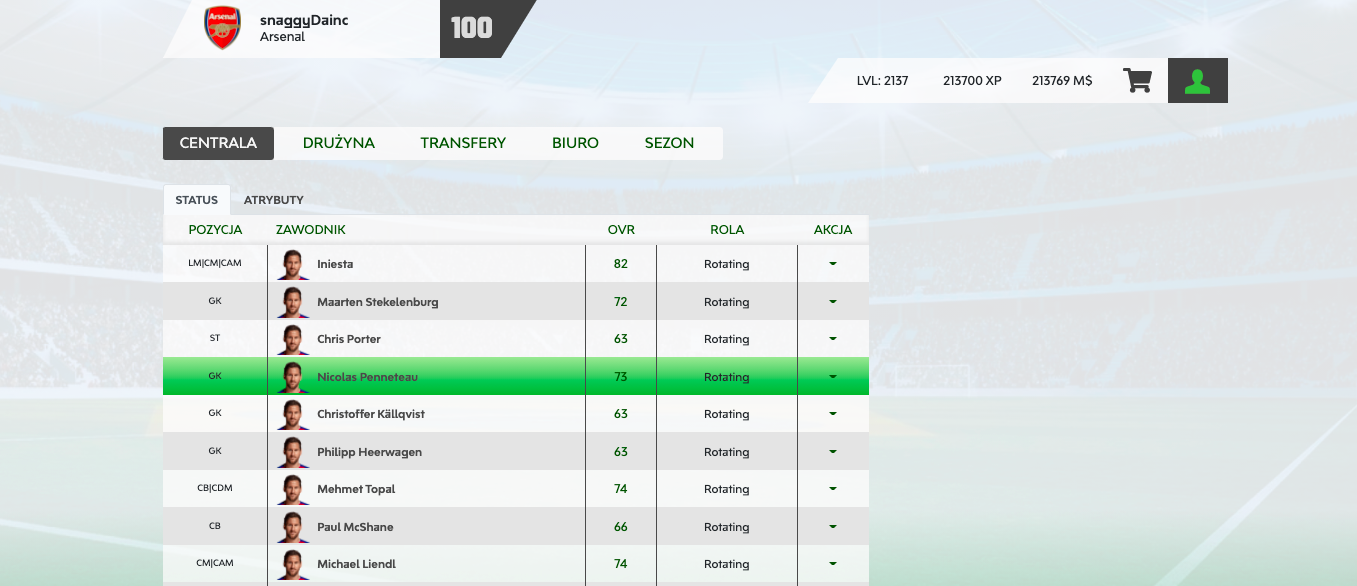 Arsenal
snaggyDainc
Arsenal
100
LVL: 2137 213700 XP 213769 M$
CENTRALA DRUŻYNA TRANSFERY BIURO SEZON
STATUS ATRYBUTY
POZYCJA ZAWODNIK OVR ROLA AKCJA
LM|CM|CAM Iniesta 82 Rotating
GK Maarten Stekelenburg 72 Rotating
ST Chris Porter 63 Rotating
GK Nicolas Penneteau 73 Rotating
GK Christoffer Källqvist 63 Rotating
GK Philipp Heerwagen 63 Rotating
CB|CDM Mehmet Topal 74 Rotating
CB Paul McShane 66 Rotating
CM|CAM Michael Liendl 74 Rotating